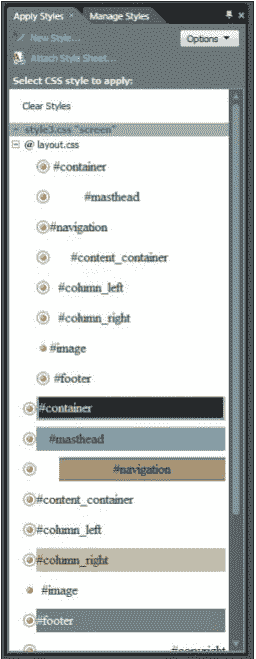 Apply Styles × Manage Styles
New Style... Options
Attach Style Sheet...
Select CSS style to apply:
Clear Styles
style3.css "screen"
@ layout.css
#container
#masthead
#navigation
#content_container
#column_left
#column_right
#image
#footer
#container
#masthead
#navigation
#content_container
#column_left
#column_right
#image
#footer
#copyright